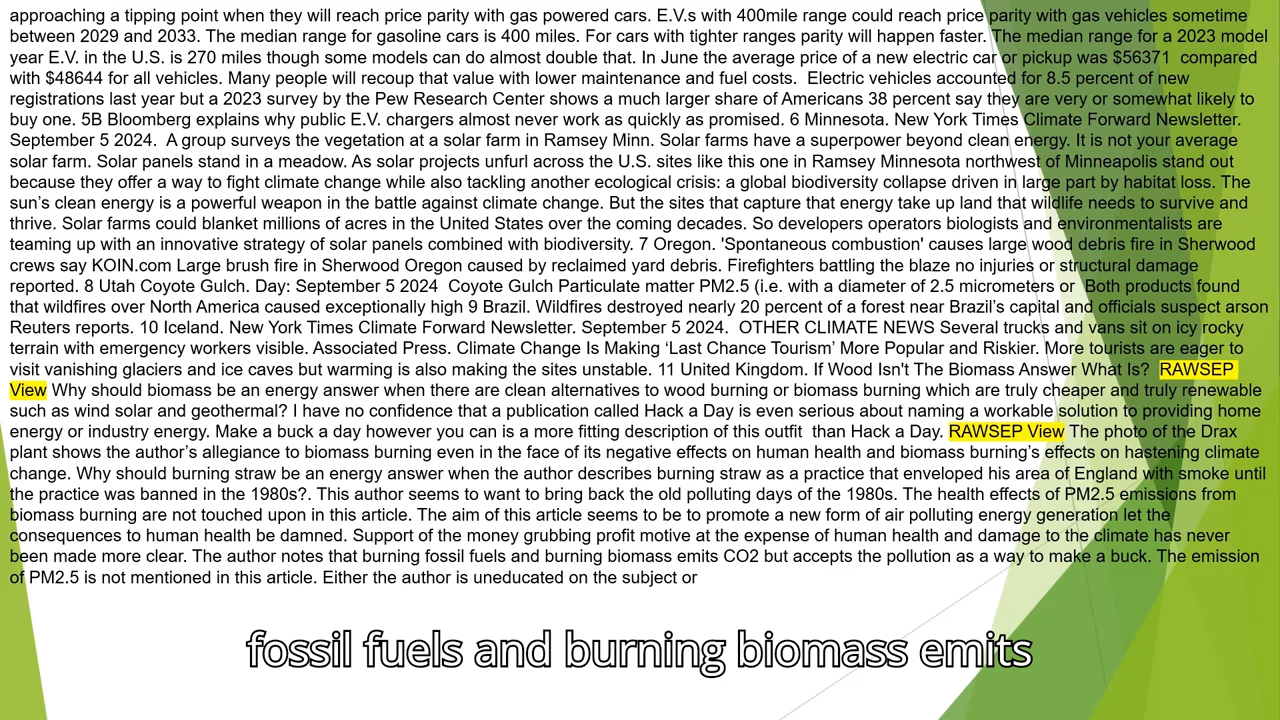 approaching a tipping point when they will reach price parity with gas powered cars. E.V.s with 400mile range could reach price parity with gas vehicles sometime
between 2029 and 2033. The median range for gasoline cars is 400 miles. For cars with tighter ranges parity will happen faster. The median range for a 2023 model
year E.V. in the U.S. is 270 miles though some models can do almost double that. In June the average price of a new electric car or pickup was $56371  compared
with $48644 for all vehicles. Many people will recoup that value with lower maintenance and fuel costs.  Electric vehicles accounted for 8.5 percent of new
registrations last year but a 2023 survey by the Pew Research Center shows a much larger share of Americans 38 percent say they are very or somewhat likely to
buy one. 5B Bloomberg explains why public E.V. chargers almost never work as quickly as promised. 6 Minnesota. New York Times Climate Forward Newsletter.
September 5 2024.  A group surveys the vegetation at a solar farm in Ramsey Minn. Solar farms have a superpower beyond clean energy. It is not your average
solar farm. Solar panels stand in a meadow. As solar projects unfurl across the U.S. sites like this one in Ramsey Minnesota northwest of Minneapolis stand out
because they offer a way to fight climate change while also tackling another ecological crisis: a global biodiversity collapse driven in large part by habitat loss. The
sun’s clean energy is a powerful weapon in the battle against climate change. But the sites that capture that energy take up land that wildlife needs to survive and
thrive. Solar farms could blanket millions of acres in the United States over the coming decades. So developers operators biologists and environmentalists are
teaming up with an innovative strategy of solar panels combined with biodiversity. 7 Oregon. 'Spontaneous combustion' causes large wood debris fire in Sherwood
crews say KOIN.com Large brush fire in Sherwood Oregon caused by reclaimed yard debris. Firefighters battling the blaze no injuries or structural damage
reported. 8 Utah Coyote Gulch. Day: September 5 2024  Coyote Gulch Particulate matter PM2.5 (i.e. with a diameter of 2.5 micrometers or  Both products found
that wildfires over North America caused exceptionally high 9 Brazil. Wildfires destroyed nearly 20 percent of a forest near Brazil’s capital and officials suspect arson
Reuters reports. 10 Iceland. New York Times Climate Forward Newsletter. September 5 2024.  OTHER CLIMATE NEWS Several trucks and vans sit on icy rocky
terrain with emergency workers visible. Associated Press. Climate Change Is Making ‘Last Chance Tourism’ More Popular and Riskier. More tourists are eager to
visit vanishing glaciers and ice caves but warming is also making the sites unstable. 11 United Kingdom. If Wood Isn't The Biomass Answer What Is?  RAWSEP
View Why should biomass be an energy answer when there are clean alternatives to wood burning or biomass burning which are truly cheaper and truly renewable
such as wind solar and geothermal? I have no confidence that a publication called Hack a Day is even serious about naming a workable solution to providing home
energy or industry energy. Make a buck a day however you can is a more fitting description of this outfit  than Hack a Day. RAWSEP View The photo of the Drax
plant shows the author’s allegiance to biomass burning even in the face of its negative effects on human health and biomass burning’s effects on hastening climate
change. Why should burning straw be an energy answer when the author describes burning straw as a practice that enveloped his area of England with smoke until
the practice was banned in the 1980s?. This author seems to want to bring back the old polluting days of the 1980s. The health effects of PM2.5 emissions from
biomass burning are not touched upon in this article. The aim of this article seems to be to promote a new form of air polluting energy generation let the
consequences to human health be damned. Support of the money grubbing profit motive at the expense of human health and damage to the climate has never
been made more clear. The author notes that burning fossil fuels and burning biomass emits CO2 but accepts the pollution as a way to make a buck. The emission
of PM2.5 is not mentioned in this article. Either the author is uneducated on the subject or
fossil fuels and burning biomass emits